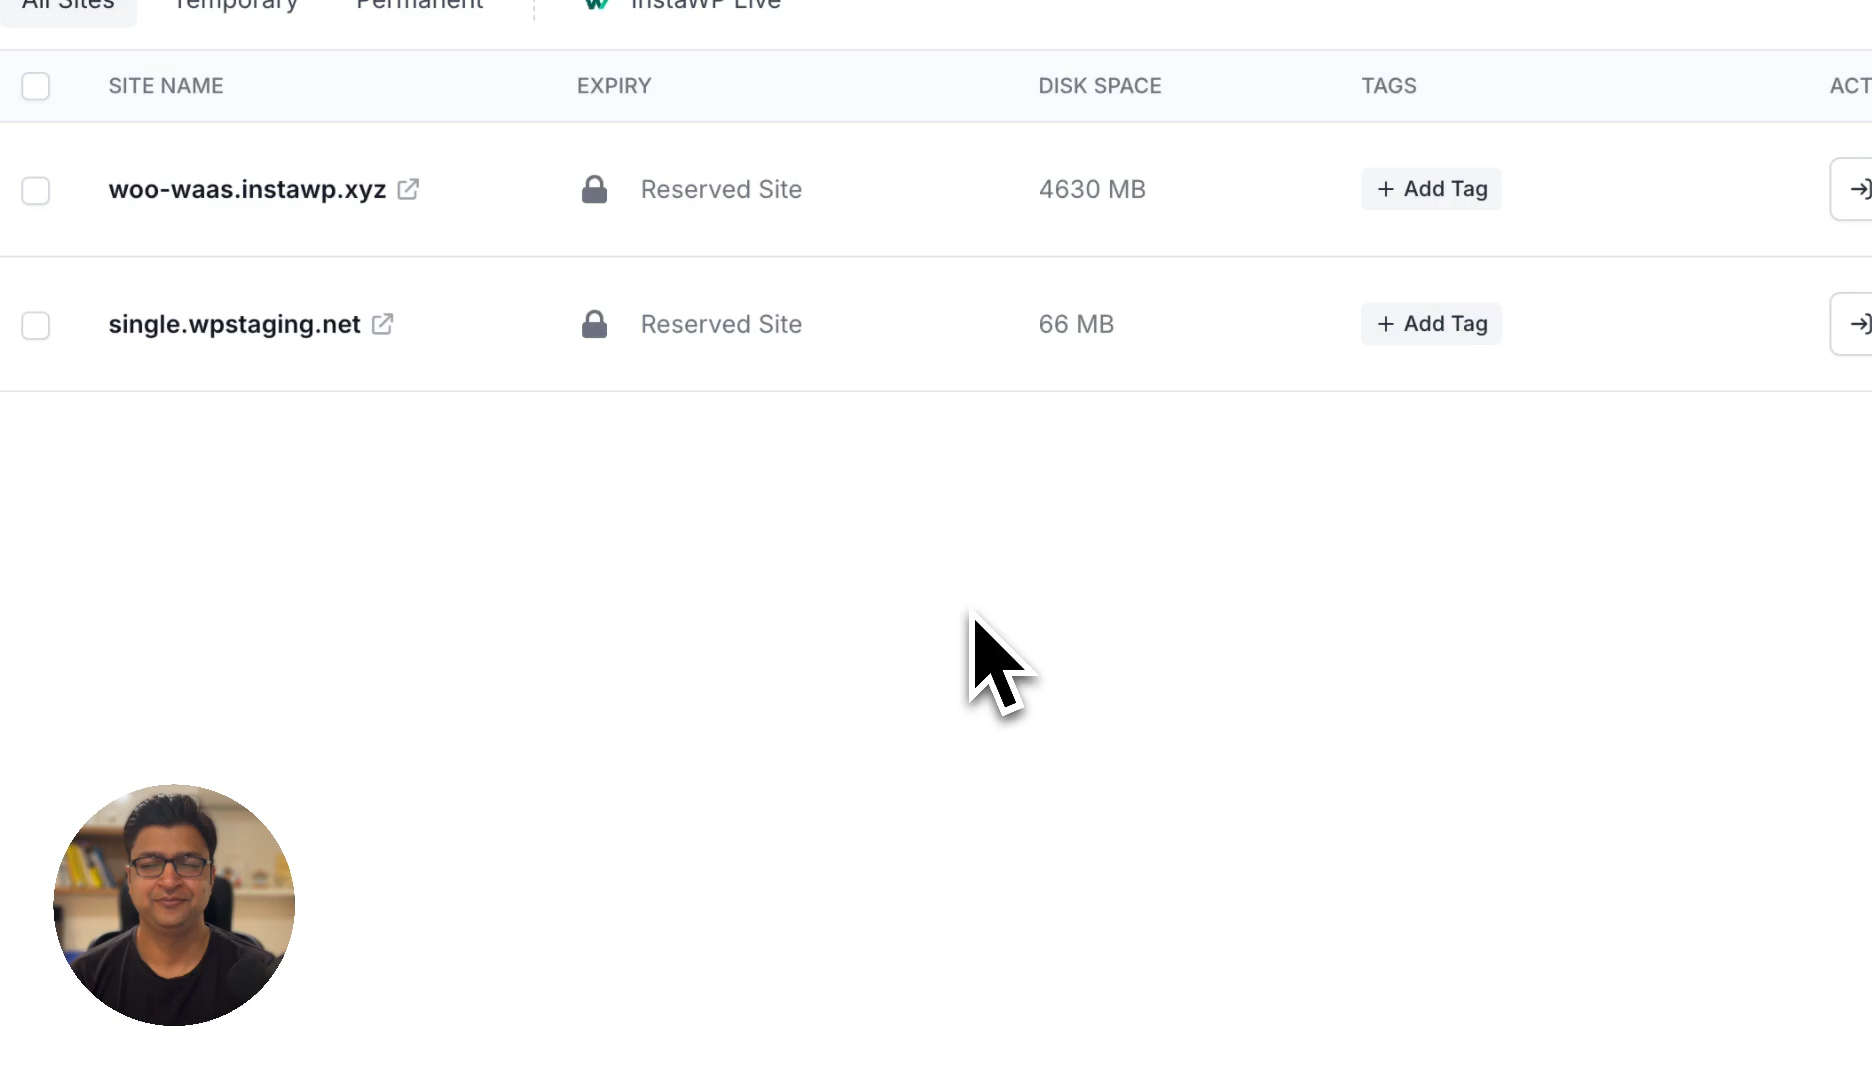 All Sites Temporary Permanent InstaWP Live
SITE NAME EXPIRY DISK SPACE TAGS ACT
woo-waas.instawp.xyz Reserved Site 4630 MB + Add Tag
single.wpstaging.net Reserved Site 66 MB + Add Tag